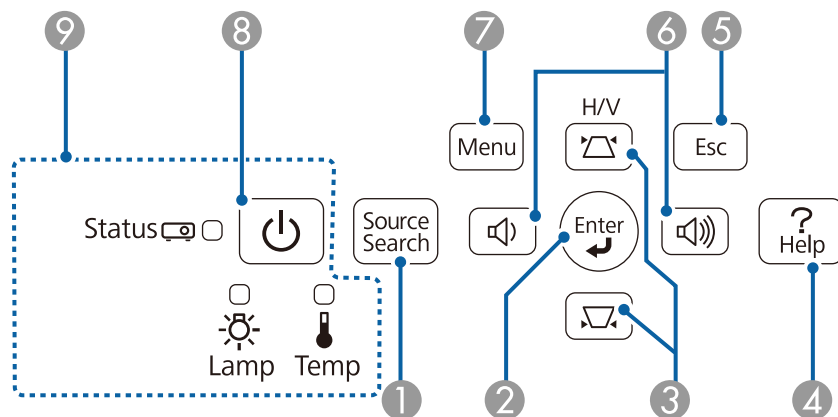 9
8
7
6
5
H/V
Menu
Esc
Status
Source
Search
Enter
?
Help
Lamp
Temp
1
2
3
4